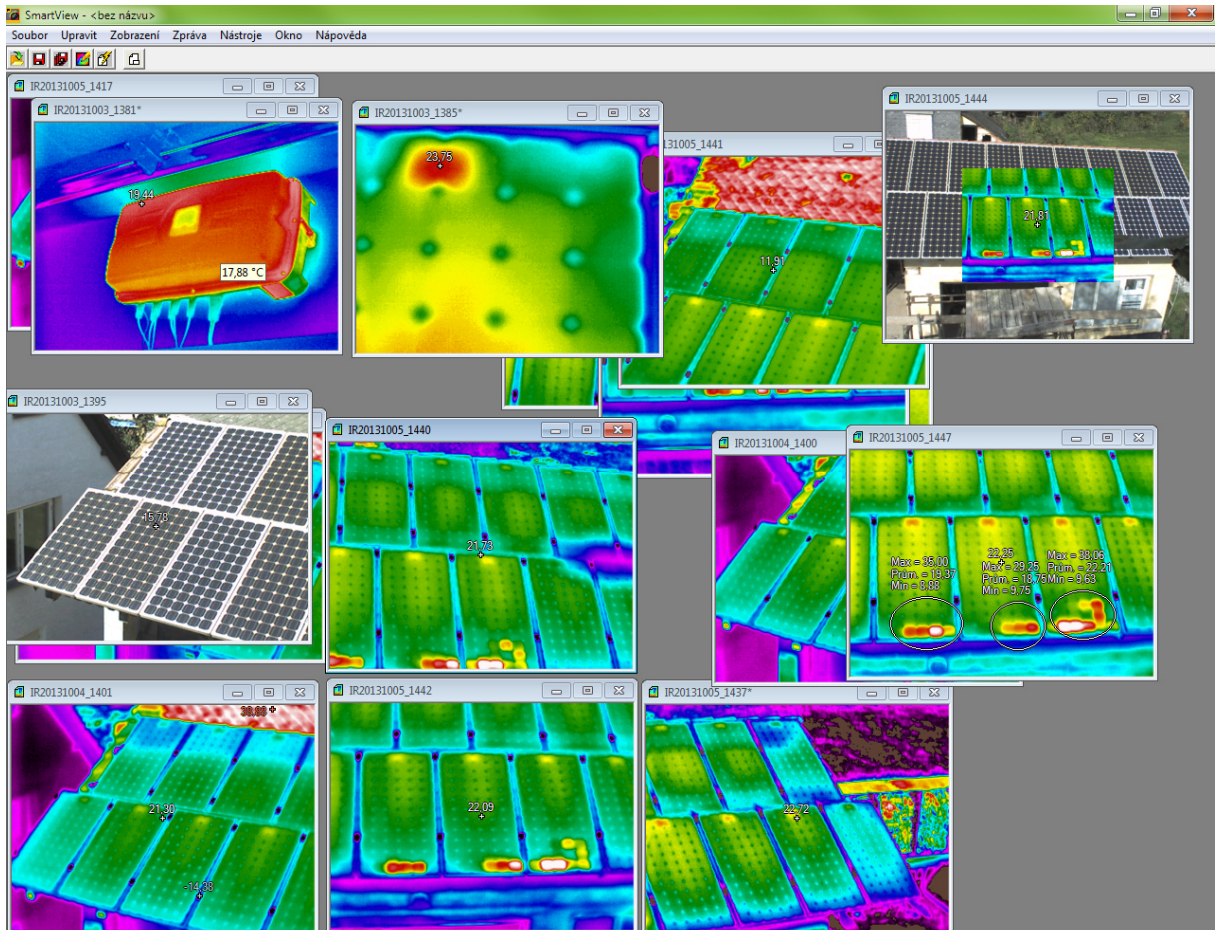 SmartView - <bez názvu>
Soubor Upravit Zobrazení Zpráva Nástroje Okno Nápověda
IR20131005_1417
IR20131003_1381*
19,44
17,88 °C
IR20131003_1385*
23,75
131005_1441
11,91
IR20131005_1444
21,81
IR20131003_1395
15,78
IR20131005_1440
21,73
IR20131004_1400
IR20131005_1447
22,25
Max = 35,00
Prům. = 19,37
Min = 8,88
Max = 29,25
Prům. = 18,75
Min = 9,75
Max = 38,06
Prům. = 22,21
Min = 9,63
IR20131004_1401
21,30
-14,38
IR20131005_1442
22,09
IR20131005_1437*
22,72